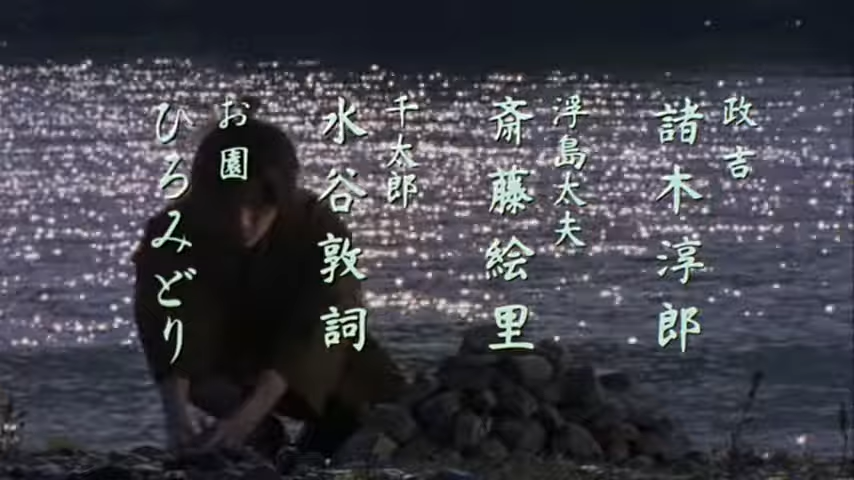 政吉
諸木淳郎
浮島太夫
斎藤絵里
千太郎
水谷敦詞
お園
ひろみどり